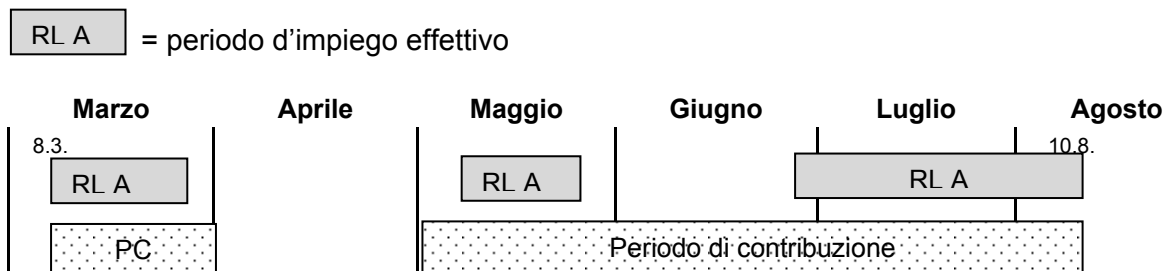 RL A = periodo d'impiego effettivo
Marzo Aprile Maggio Giugno Luglio Agosto
8.3. 10.8.
RL A RL A RL A
PC Periodo di contribuzione